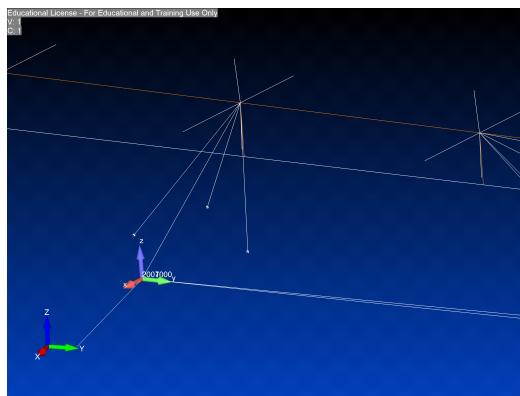 Educational License - For Educational and Training Use Only
V: 1
C: 1
z
x
y
Z
X
Y